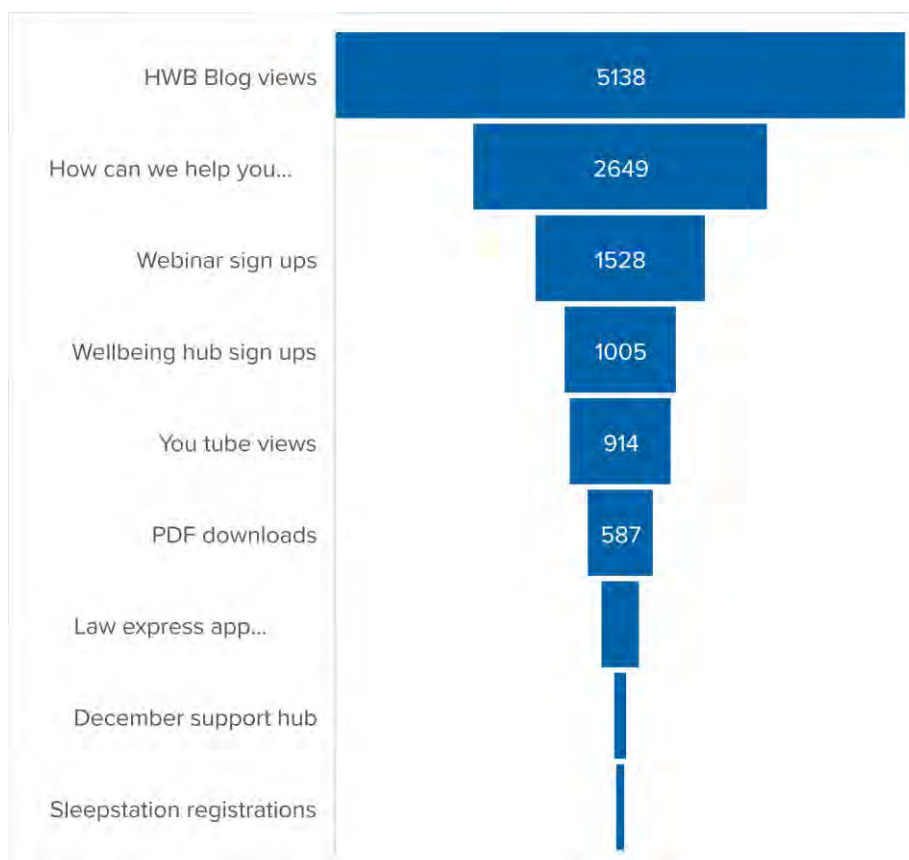 HWB Blog views 5138
How can we help you... 2649
Webinar sign ups 1528
Wellbeing hub sign ups 1005
You tube views 914
PDF downloads 587
Law express app...
December support hub
Sleepstation registrations